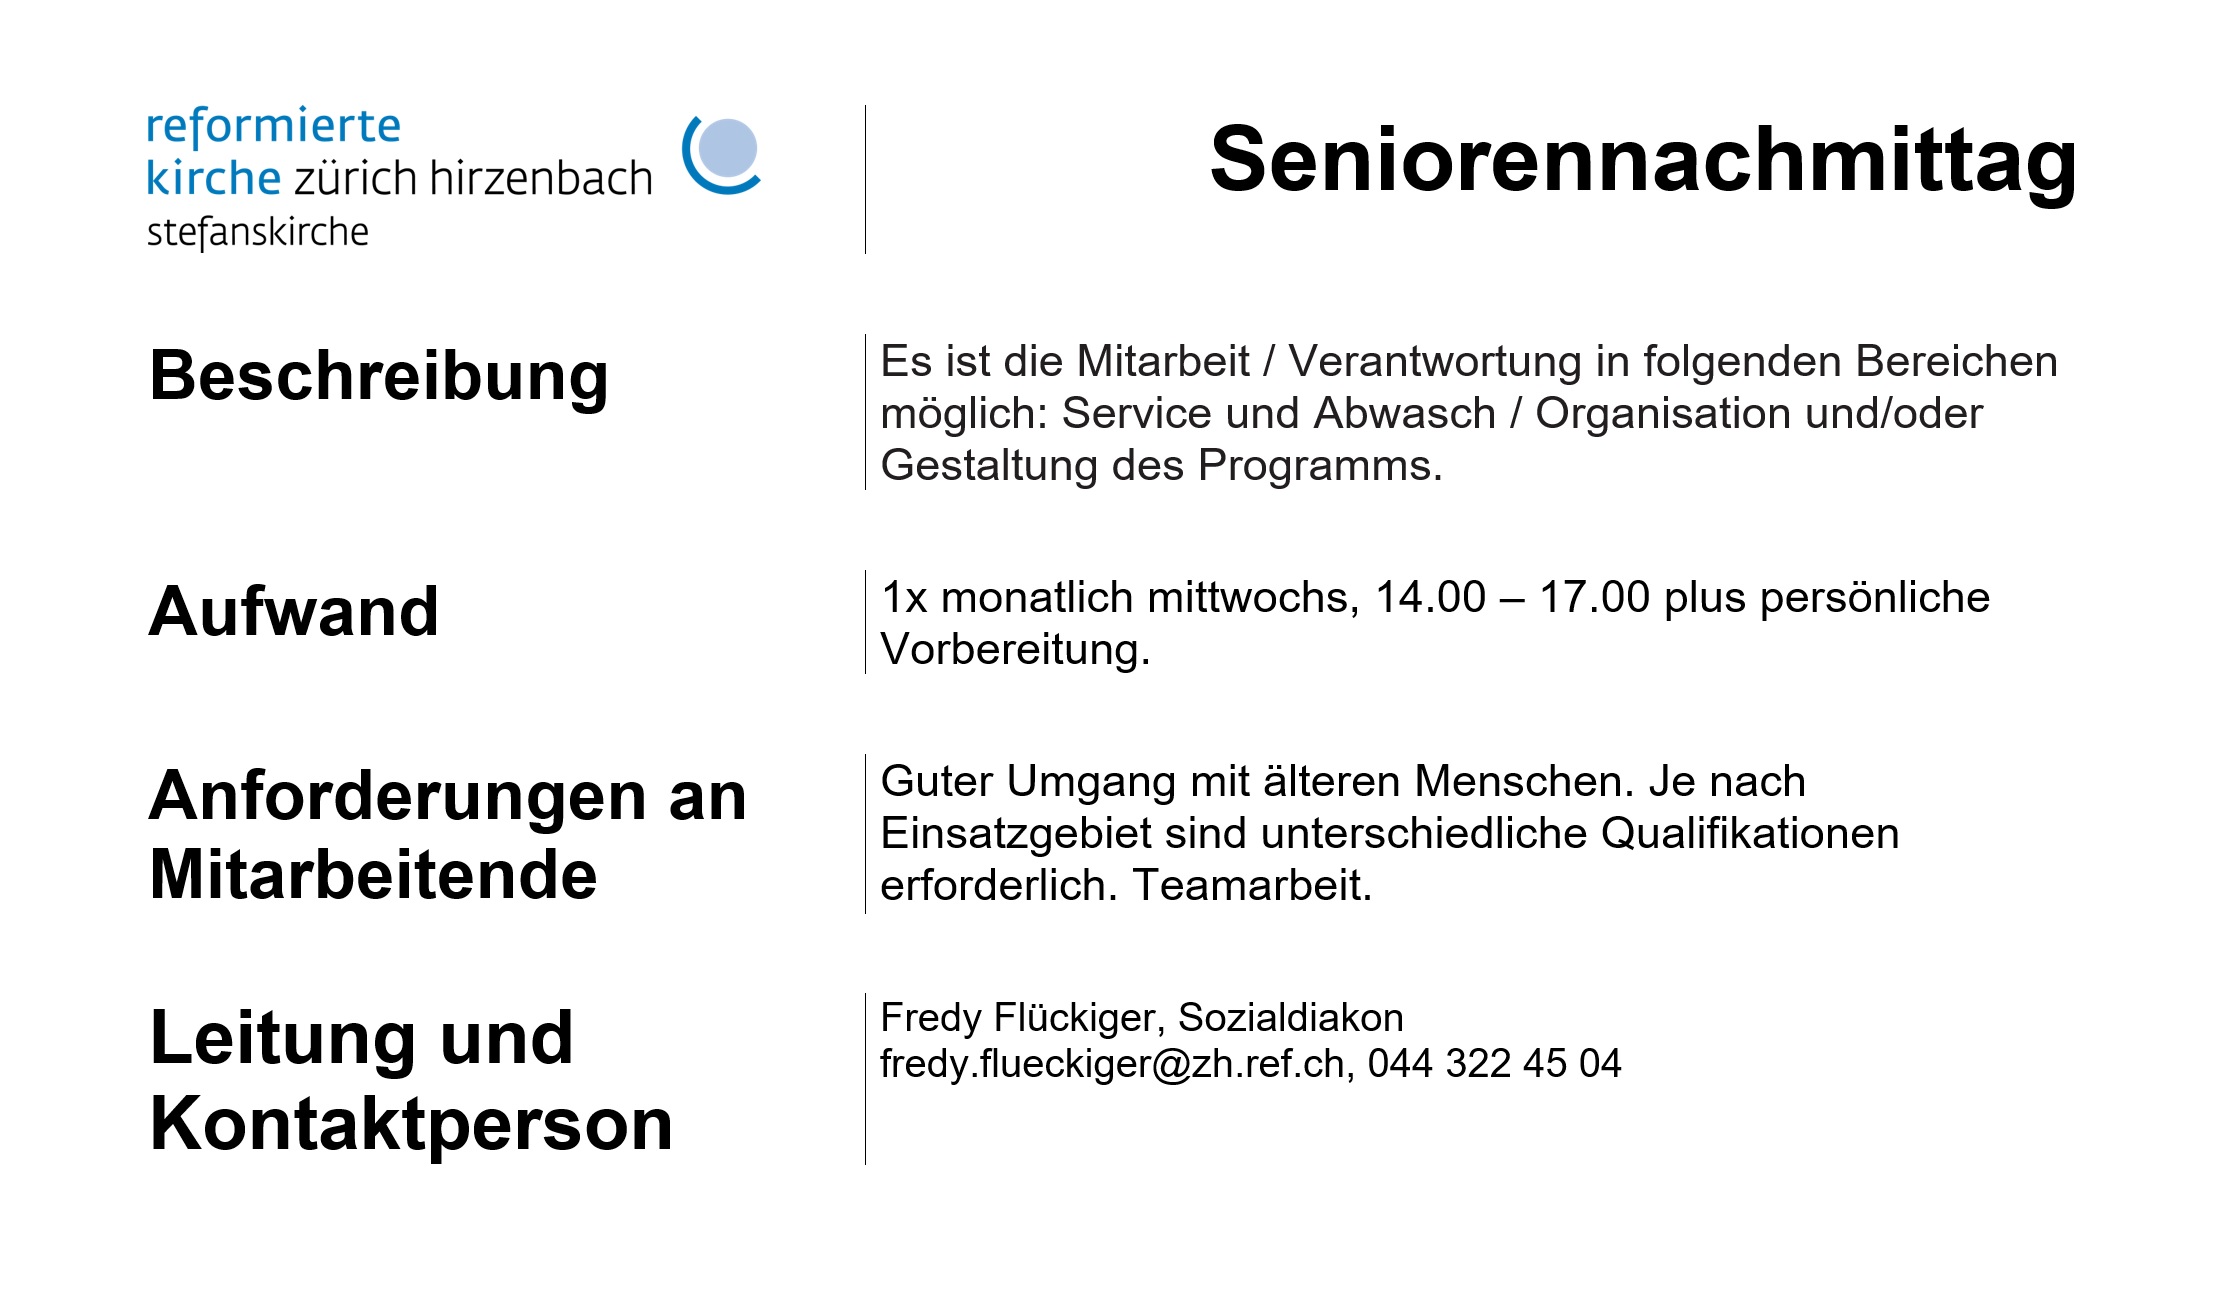 reformierte
kirche zürich hirzenbach
stefanskirche
Seniorennachmittag
Beschreibung
Es ist die Mitarbeit / Verantwortung in folgenden Bereichen
möglich: Service und Abwasch / Organisation und/oder
Gestaltung des Programms.
Aufwand
1x monatlich mittwochs, 14.00 – 17.00 plus persönliche
Vorbereitung.
Anforderungen an
Mitarbeitende
Guter Umgang mit älteren Menschen. Je nach
Einsatzgebiet sind unterschiedliche Qualifikationen
erforderlich. Teamarbeit.
Leitung und
Kontaktperson
Fredy Flückiger, Sozialdiakon
fredy.flueckiger@zh.ref.ch, 044 322 45 04